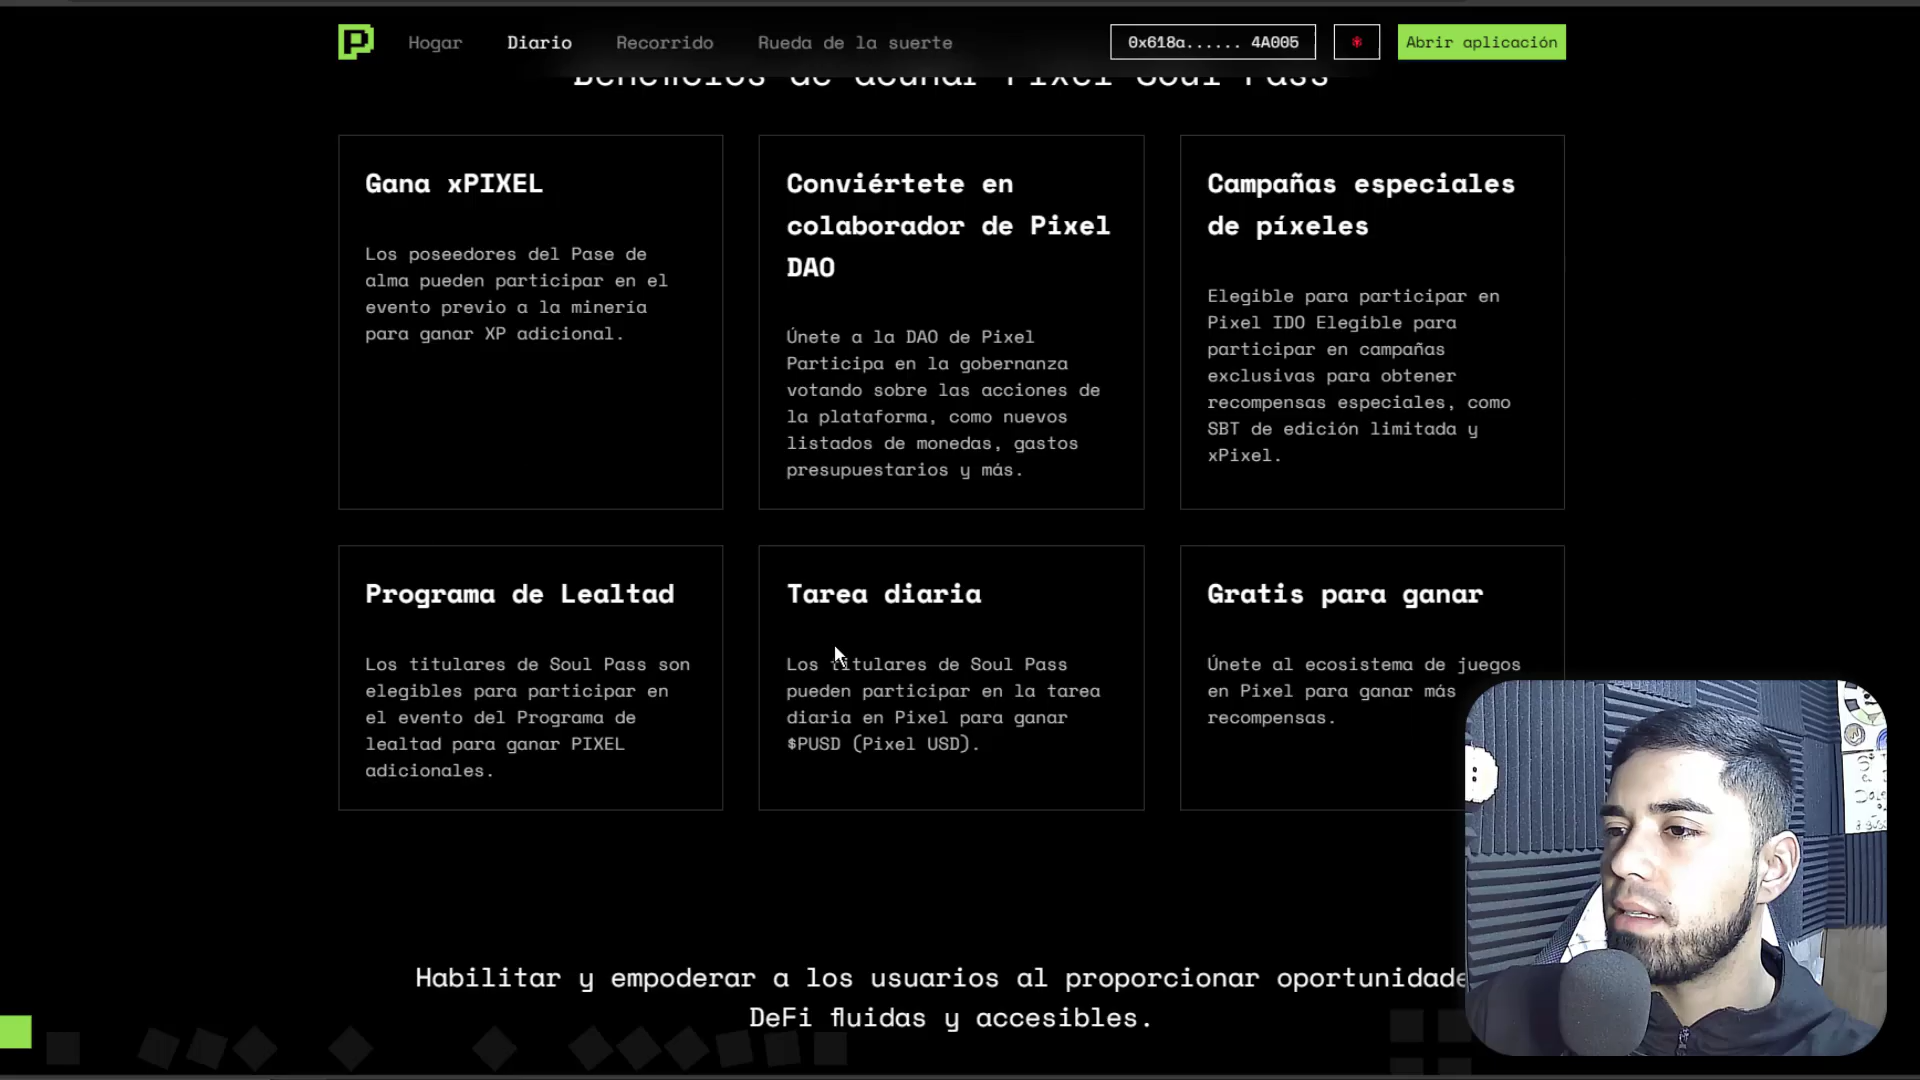 Hogar
Diario
Recorrido
Rueda de la suerte
0x618a...... 4A005
Abrir aplicación
Beneficios de acuñar Pixel Soul Pass
Gana xPIXEL
Los poseedores del Pase de
alma pueden participar en el
evento previo a la minería
para ganar XP adicional.
Conviértete en
colaborador de Pixel
DAO
Únete a la DAO de Pixel
Participa en la gobernanza
votando sobre las acciones de
la plataforma, como nuevos
listados de monedas, gastos
presupuestarios y más.
Campañas especiales
de píxeles
Elegible para participar en
Pixel IDO Elegible para
participar en campañas
exclusivas para obtener
recompensas especiales, como
SBT de edición limitada y
xPixel.
Programa de Lealtad
Los titulares de Soul Pass son
elegibles para participar en
el evento del Programa de
lealtad para ganar PIXEL
adicionales.
Tarea diaria
Los titulares de Soul Pass
pueden participar en la tarea
diaria en Pixel para ganar
$PUSD (Pixel USD).
Gratis para ganar
Únete al ecosistema de juegos
en Pixel para ganar más
recompensas.
Habilitar y empoderar a los usuarios al proporcionar oportunidade
DeFi fluidas y accesibles.